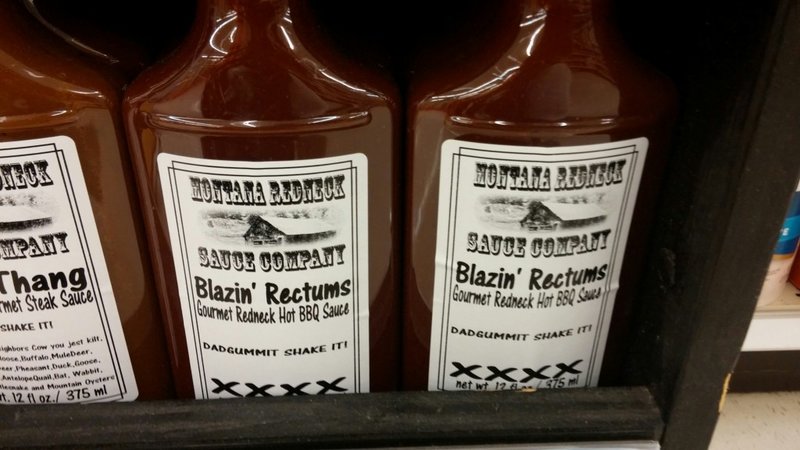 NECK
MPANY
Thang
rmet Steak Sauce
SHAKE IT!
ighbors Cow you jest kilt,
oose,Buffalo,MuleDeer,
eer,Pheasant,Duck,Goose,
,AntelopeQuail,Bat, Wabbit,
ttlesnake and Mountain Oysters
t. 12 fl oz./ 375 ml
MONTANA REDNECK
SAUCE COMPANY
Blazin' Rectums
Gourmet Redneck Hot BBQ Sauce
DADGUMMIT SHAKE IT!
XXXX
MONTANA REDNECK
SAUCE COMPANY
Blazin' Rectums
Gourmet Redneck Hot BBQ Sauce
DADGUMMIT SHAKE IT!
XXXX
net wt. 12 fl oz./ 375 ml